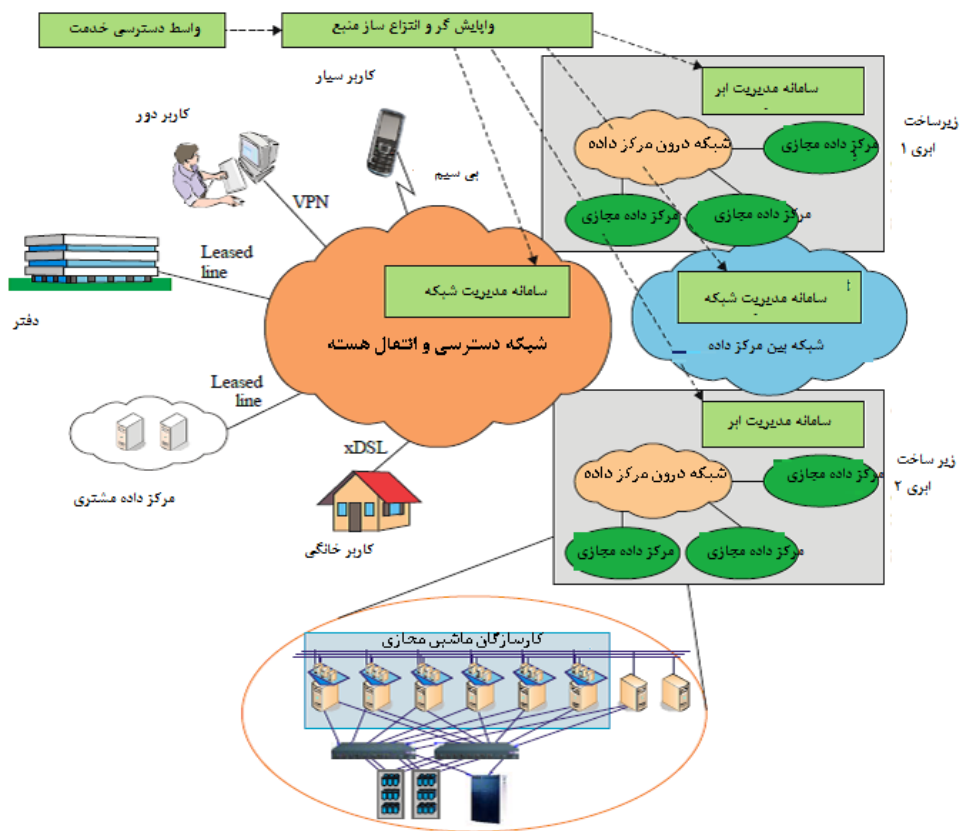 واسط دسترسی خدمت
واپایش گر و انتزاع ساز منبع
کاربر سیار
کاربر دور
بی سیم
VPN
Leased
line
دفتر
سامانه مدیریت شبکه
شبکه دسترسی و انتقال هسته
Leased
line
مرکز داده مشتری
xDSL
کاربر خانگی
سامانه مدیریت ابر
زیرساخت
ابری ۱
شبکه درون مرکز داده
مرکز داده مجازی
مرکز داده مجازی
مرکز داده مجازی
سامانه مدیریت شبکه
شبکه بین مرکز داده
سامانه مدیریت ابر
زیر ساخت
ابری ۲
شبکه درون مرکز داده
مرکز داده مجازی
مرکز داده مجازی
مرکز داده مجازی
کارسازگان ماشبی مجازی